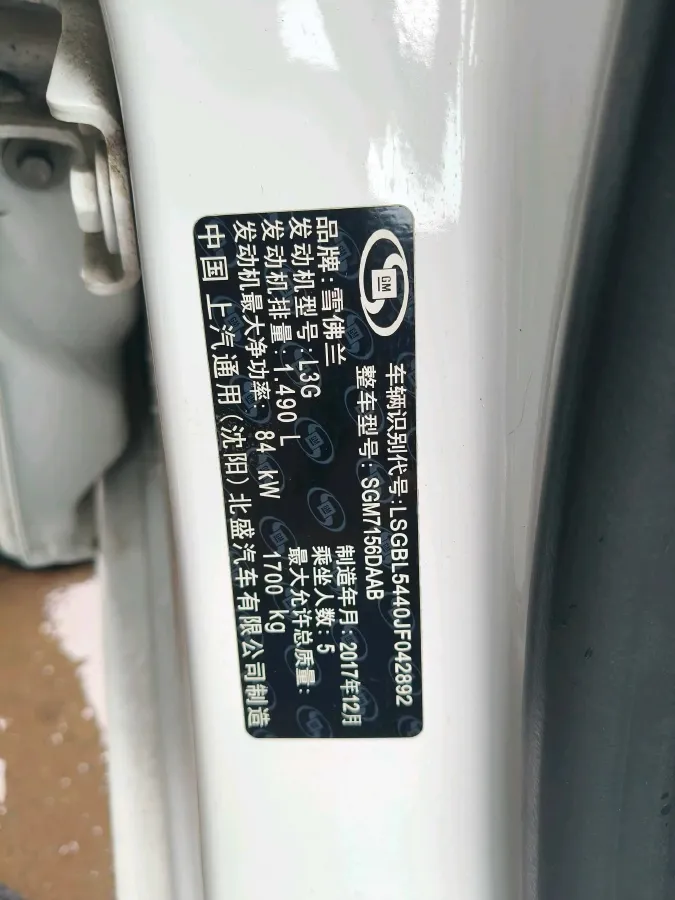 GM
车辆识别代号:LSGBL5440JF042892
整车型号:SGM7156DAAB
品牌:雪佛兰
制造年月:2017年12月
发动机型号:L3G
乘坐人数:5
发动机排量:1.490 L
最大允许总质量:
发动机最大净功率:84 kW
1700 kg
中国 上汽通用(沈阳)北盛汽车有限公司制造